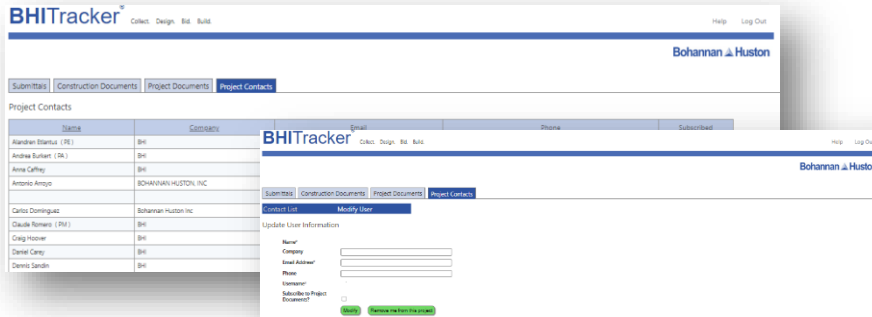 BHITracker® Collect. Design. Bid. Build.
Help Log Out
Bohannan Huston
Submittals Construction Documents Project Documents Project Contacts
Project Contacts
Name Company Email Phone Subscribed
Alandren Etlantus ( PE ) BHI
Andrea Burkart ( PA ) BHI
Anna Caffrey BHI
Antonio Arroyo BOHANNAN HUSTON, INC
Carlos Dominguez Bohannan Huston Inc
Claude Romero ( PM ) BHI
Craig Hoover BHI
Daniel Carey BHI
Dennis Sandin BHI
BHITracker® Collect. Design. Bid. Build.
Help Log Ou
Bohannan Husto
Submittals Construction Documents Project Documents Project Contacts
Contact List Modify User
Update User Information
Name*
Company
Email Address*
Phone
Username*
Subscribe to Project
Documents?
Modify Remove me from this project